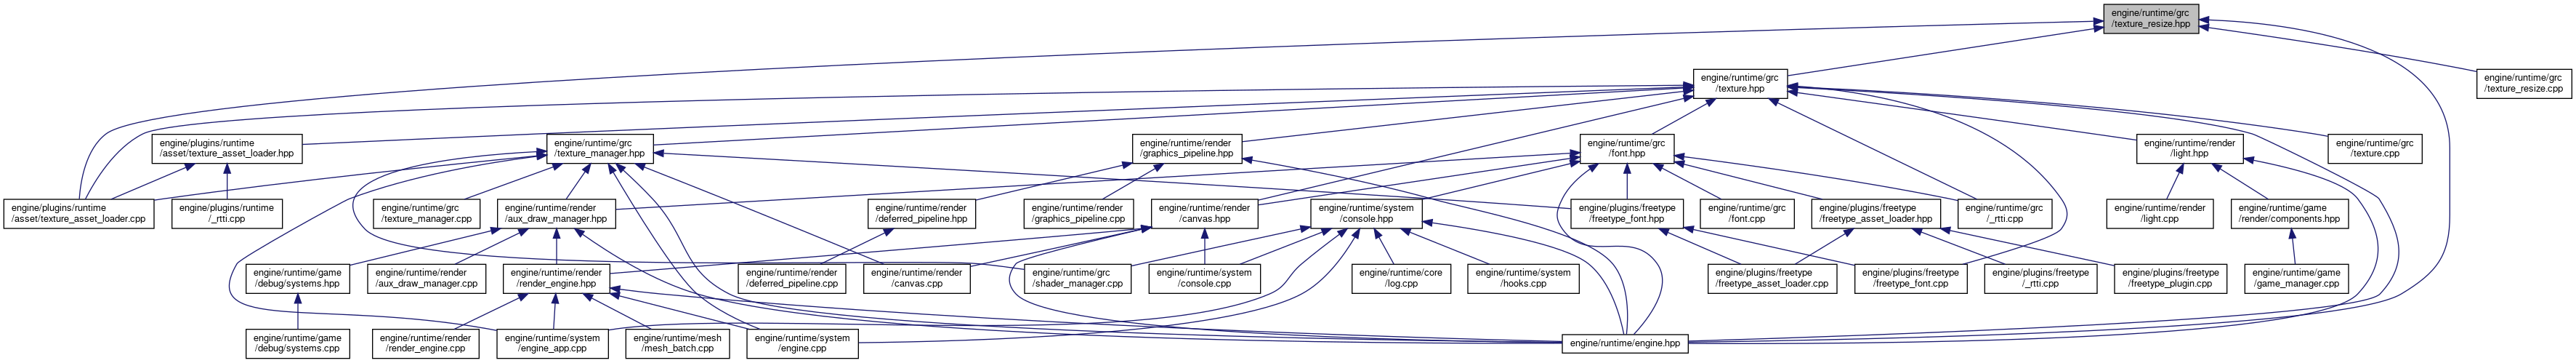 engine/runtime/grc
/texture_resize.hpp
engine/runtime/grc
/texture.hpp
engine/runtime/grc
/texture_resize.cpp
engine/plugins/runtime
/asset/texture_asset_loader.hpp
engine/runtime/grc
/texture_manager.hpp
engine/runtime/render
/graphics_pipeline.hpp
engine/runtime/grc
/font.hpp
engine/runtime/render
/light.hpp
engine/runtime/grc
/texture.cpp
engine/plugins/runtime
/asset/texture_asset_loader.cpp
engine/plugins/runtime
/_rtti.cpp
engine/runtime/grc
/texture_manager.cpp
engine/runtime/render
/aux_draw_manager.hpp
engine/runtime/render
/deferred_pipeline.hpp
engine/runtime/render
/graphics_pipeline.cpp
engine/runtime/render
/canvas.hpp
engine/runtime/system
/console.hpp
engine/plugins/freetype
/freetype_font.hpp
engine/runtime/grc
/font.cpp
engine/plugins/freetype
/freetype_asset_loader.hpp
engine/runtime/grc
/_rtti.cpp
engine/runtime/render
/light.cpp
engine/runtime/game
/render/components.hpp
engine/runtime/game
/debug/systems.hpp
engine/runtime/render
/aux_draw_manager.cpp
engine/runtime/render
/render_engine.hpp
engine/runtime/render
/deferred_pipeline.cpp
engine/runtime/render
/canvas.cpp
engine/runtime/grc
/shader_manager.cpp
engine/runtime/system
/console.cpp
engine/runtime/core
/log.cpp
engine/runtime/system
/hooks.cpp
engine/plugins/freetype
/freetype_asset_loader.cpp
engine/plugins/freetype
/freetype_font.cpp
engine/plugins/freetype
/_rtti.cpp
engine/plugins/freetype
/freetype_plugin.cpp
engine/runtime/game
/game_manager.cpp
engine/runtime/game
/debug/systems.cpp
engine/runtime/render
/render_engine.cpp
engine/runtime/system
/engine_app.cpp
engine/runtime/mesh
/mesh_batch.cpp
engine/runtime/system
/engine.cpp
engine/runtime/engine.hpp